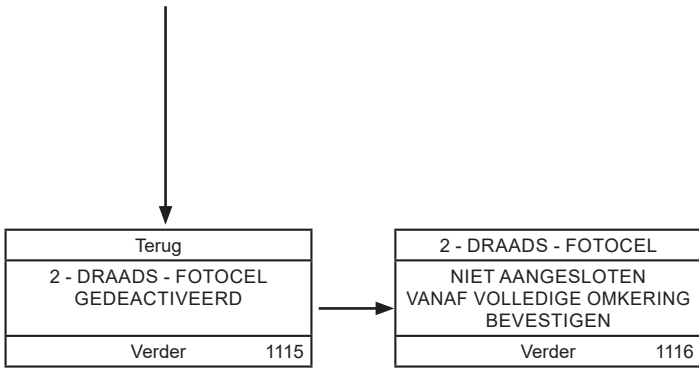 Terug
2 - DRAADS - FOTOCEL
GEDEACTIVEERD
Verder 1115
2 - DRAADS - FOTOCEL
NIET AANGESLOTEN
VANAF VOLLEDIGE OMKERING
BEVESTIGEN
Verder 1116